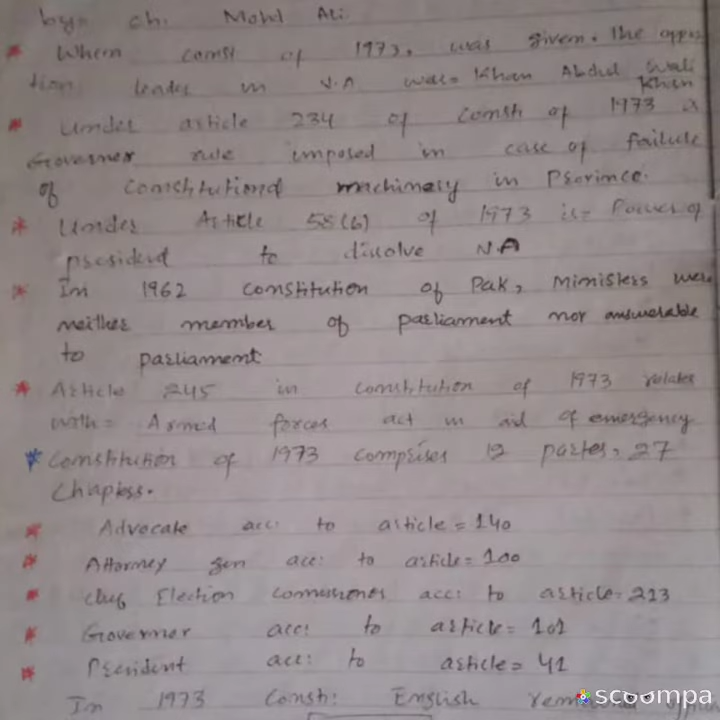 by= ch. Mohd Ali
* When const of 1973, was given. The oppos
tion leader in N.A was= Khan Abdul Wali
Khan
* Under article 234 of consti of 1973 a
Governer rule imposed in case of failure
of constitutional machinery in Province.
* Under Article 58(6) of 1973 is= Power of
president to disolve N.A
* In 1962 constitution of Pak, Ministers were
neither member of parliament nor answerable
to parliament
* Article 245 in constitution of 1973 relates
with= Armed forces act in aid of emergency
* Constitution of 1973 comprises 12 partes, 27
Chapters.
* Advocate acc: to article = 140
* Attorney gen acc: to article= 100
* chef Election commissioner acc: to article= 213
* Governer acc: to article= 101
* President acc: to article = 41
In 1973 Const: English
scoompa